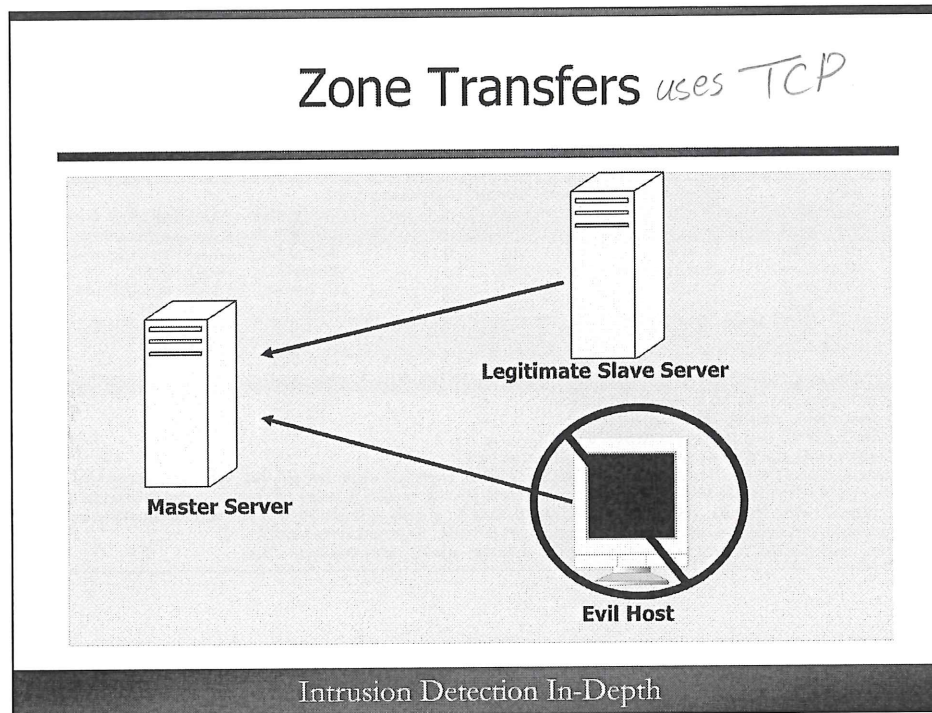 Zone Transfers uses TCP
Legitimate Slave Server
Master Server
Evil Host
Intrusion Detection In-Depth